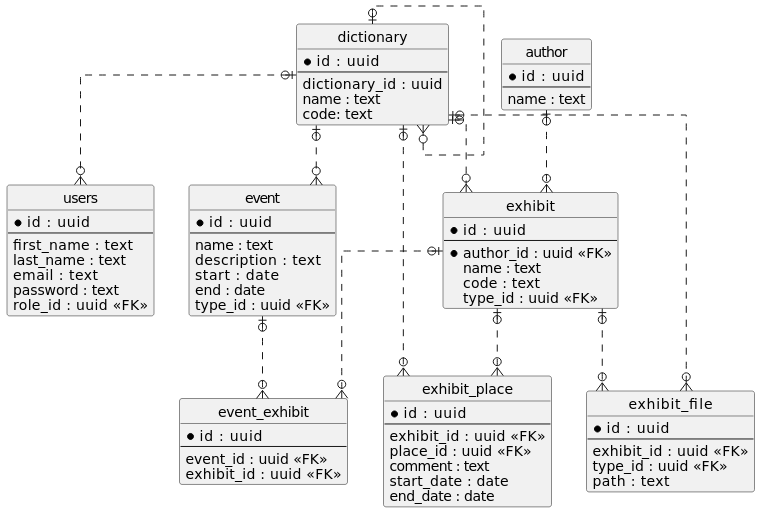 dictionary
id : uuid
dictionary_id : uuid
name : text
code: text
author
id : uuid
name : text
users
id : uuid
first_name : text
last_name : text
email : text
password : text
role_id : uuid «FK»
event
id : uuid
name : text
description : text
start : date
end : date
type_id : uuid «FK»
exhibit
id : uuid
author_id : uuid «FK»
name : text
code : text
type_id : uuid «FK»
event_exhibit
id : uuid
event_id : uuid «FK»
exhibit_id : uuid «FK»
exhibit_place
id : uuid
exhibit_id : uuid «FK»
place_id : uuid «FK»
comment : text
start_date : date
end_date : date
exhibit_file
id : uuid
exhibit_id : uuid «FK»
type_id : uuid «FK»
path : text